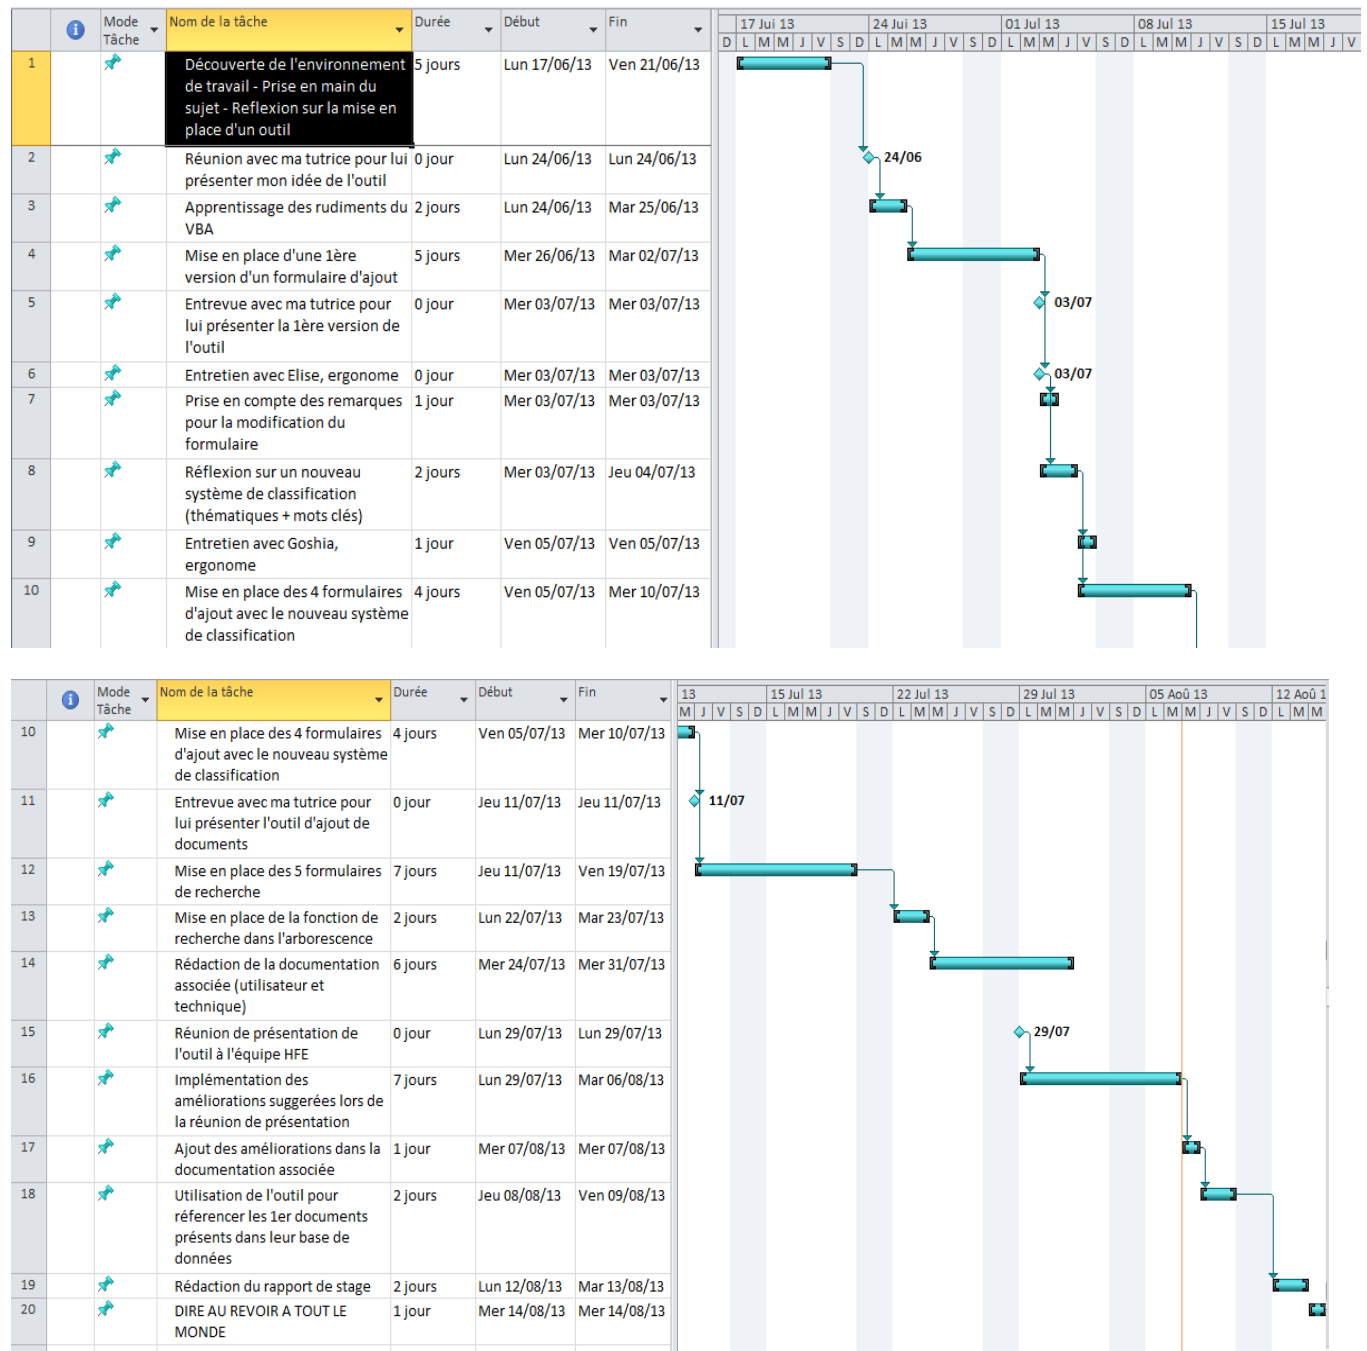 Mode
Tâche
Nom de la tâche
Durée
Début
Fin
17 Jui 13
24 Jui 13
01 Jul 13
08 Jul 13
15 Jul 13
D L M M J V S D L M M J V S D L M M J V S D L M M J V S D L M M J V
1
Découverte de l'environnement
de travail - Prise en main du
sujet - Reflexion sur la mise en
place d'un outil
5 jours
Lun 17/06/13
Ven 21/06/13
2
Réunion avec ma tutrice pour lui
présenter mon idée de l'outil
0 jour
Lun 24/06/13
Lun 24/06/13
24/06
3
Apprentissage des rudiments du
VBA
2 jours
Lun 24/06/13
Mar 25/06/13
4
Mise en place d'une 1ère
version d'un formulaire d'ajout
5 jours
Mer 26/06/13
Mar 02/07/13
5
Entrevue avec ma tutrice pour
lui présenter la 1ère version de
l'outil
0 jour
Mer 03/07/13
Mer 03/07/13
03/07
6
Entretien avec Elise, ergonome
0 jour
Mer 03/07/13
Mer 03/07/13
03/07
7
Prise en compte des remarques
pour la modification du
formulaire
1 jour
Mer 03/07/13
Mer 03/07/13
8
Réflexion sur un nouveau
système de classification
(thématiques + mots clés)
2 jours
Mer 03/07/13
Jeu 04/07/13
9
Entretien avec Goshia,
ergonome
1 jour
Ven 05/07/13
Ven 05/07/13
10
Mise en place des 4 formulaires
d'ajout avec le nouveau système
de classification
4 jours
Ven 05/07/13
Mer 10/07/13
Mode
Tâche
Nom de la tâche
Durée
Début
Fin
13
15 Jul 13
22 Jul 13
29 Jul 13
05 Aoû 13
12 Aoû 1
M J V S D L M M J V S D L M M J V S D L M M J V S D L M M J V S D L M M
10
Mise en place des 4 formulaires
d'ajout avec le nouveau système
de classification
4 jours
Ven 05/07/13
Mer 10/07/13
11
Entrevue avec ma tutrice pour
lui présenter l'outil d'ajout de
documents
0 jour
Jeu 11/07/13
Jeu 11/07/13
11/07
12
Mise en place des 5 formulaires
de recherche
7 jours
Jeu 11/07/13
Ven 19/07/13
13
Mise en place de la fonction de
recherche dans l'arborescence
2 jours
Lun 22/07/13
Mar 23/07/13
14
Rédaction de la documentation
associée (utilisateur et
technique)
6 jours
Mer 24/07/13
Mer 31/07/13
15
Réunion de présentation de
l'outil à l'équipe HFE
0 jour
Lun 29/07/13
Lun 29/07/13
29/07
16
Implémentation des
améliorations suggerées lors de
la réunion de présentation
7 jours
Lun 29/07/13
Mar 06/08/13
17
Ajout des améliorations dans la
documentation associée
1 jour
Mer 07/08/13
Mer 07/08/13
18
Utilisation de l'outil pour
réferencer les 1er documents
présents dans leur base de
données
2 jours
Jeu 08/08/13
Ven 09/08/13
19
Rédaction du rapport de stage
2 jours
Lun 12/08/13
Mar 13/08/13
20
DIRE AU REVOIR A TOUT LE
MONDE
1 jour
Mer 14/08/13
Mer 14/08/13